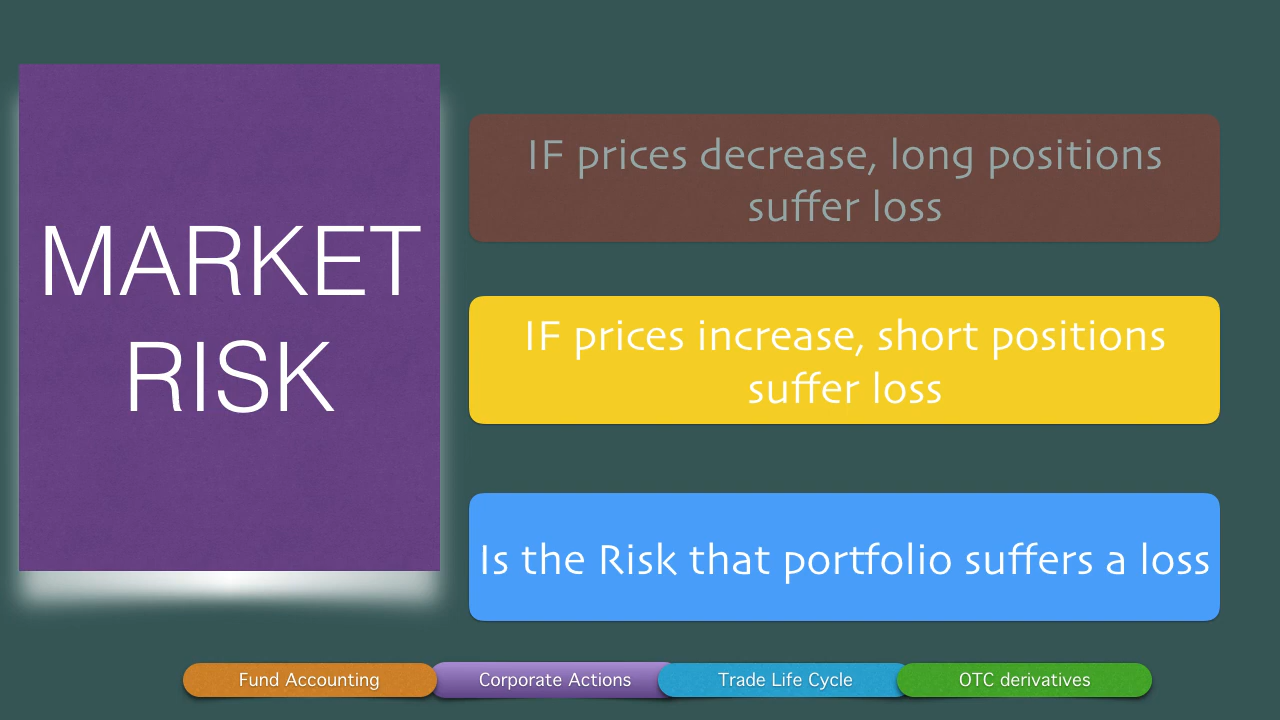 MARKET
RISK
IF prices decrease, long positions
suffer loss
IF prices increase, short positions
suffer loss
Is the Risk that portfolio suffers a loss
Fund Accounting
Corporate Actions
Trade Life Cycle
OTC derivatives